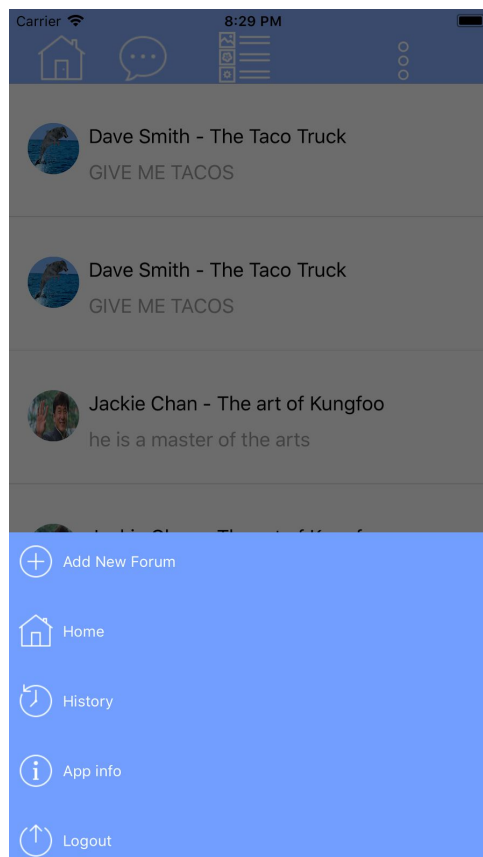 Carrier 8:29 PM
Dave Smith - The Taco Truck
GIVE ME TACOS
Dave Smith - The Taco Truck
GIVE ME TACOS
Jackie Chan - The art of Kungfoo
he is a master of the arts
Add New Forum
Home
History
App info
Logout